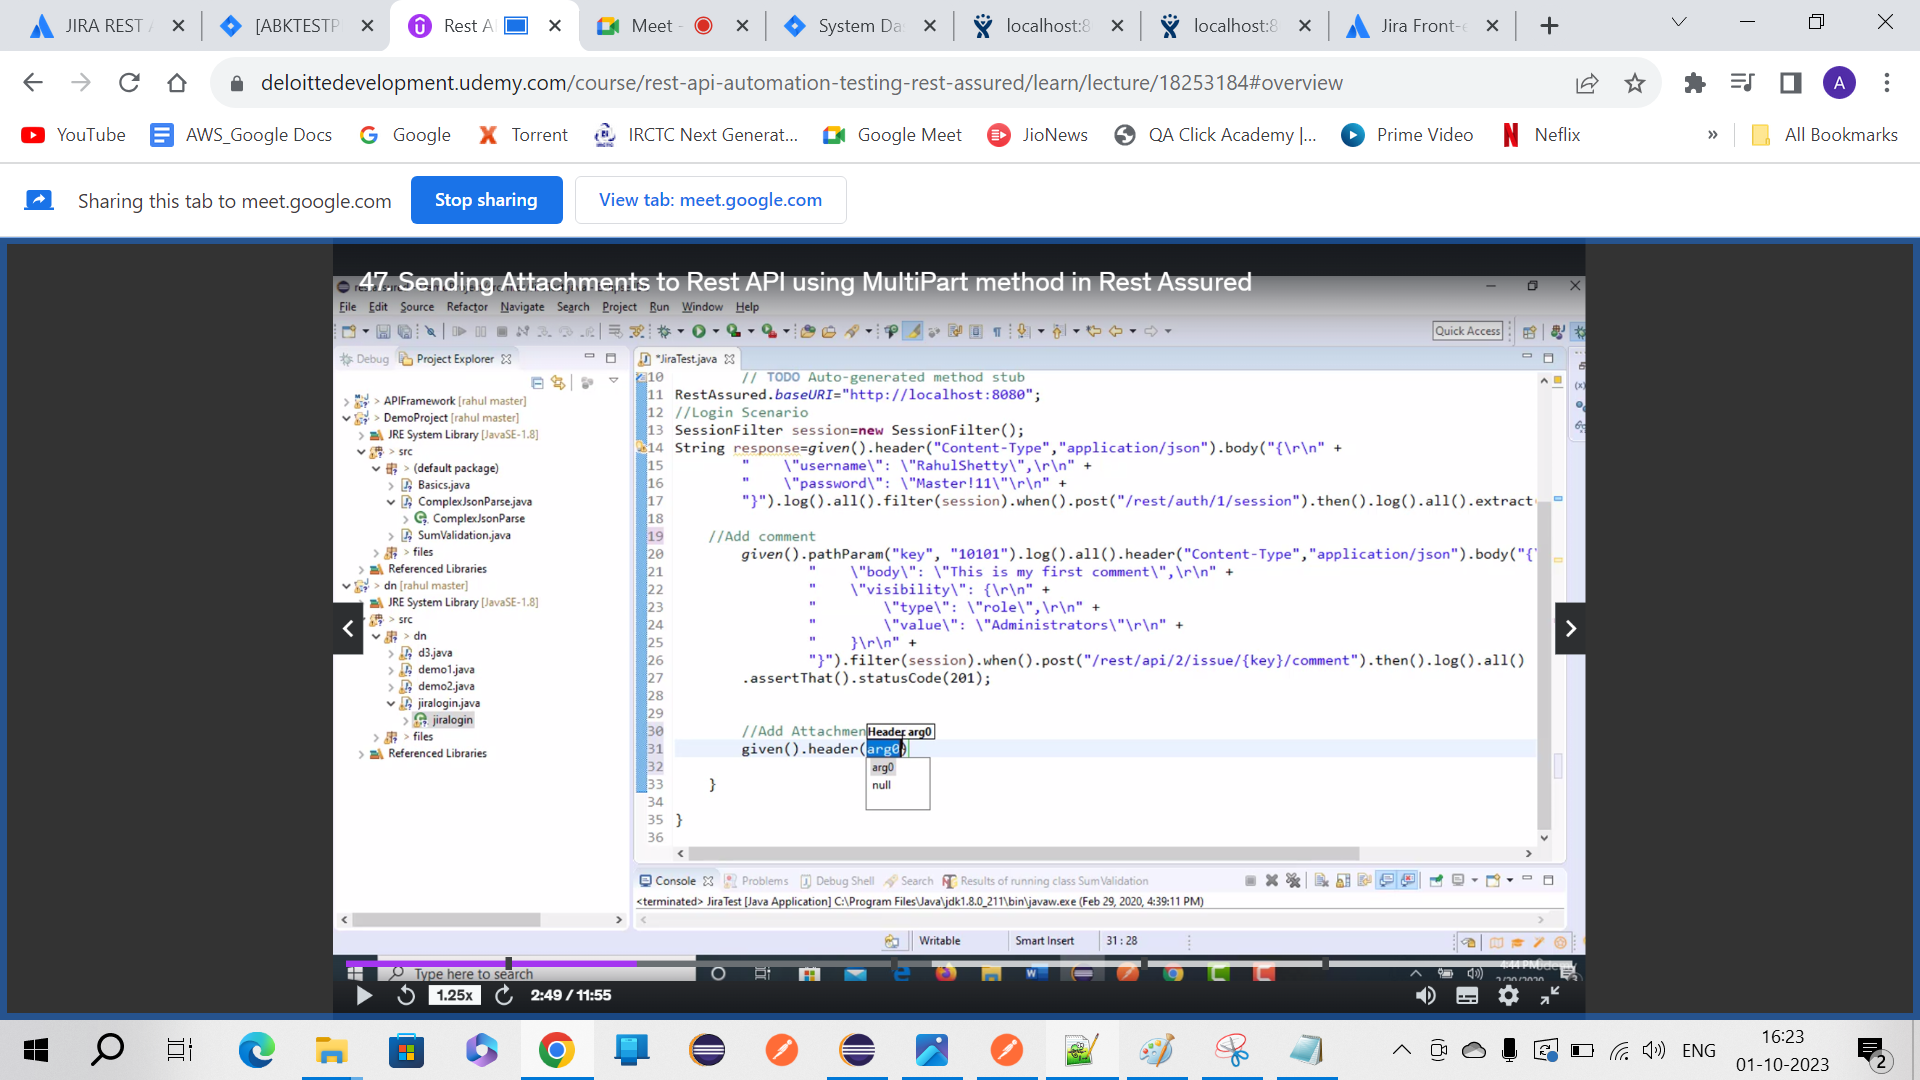 JIRA REST A
[ABKTESTP
Rest A
Meet -
System Da
localhost:8
localhost:8
Jira Front-e
deloittedevelopment.udemy.com/course/rest-api-automation-testing-rest-assured/learn/lecture/18253184#overview
A
YouTube
AWS_Google Docs
Google
Torrent
IRCTC Next Generat...
Google Meet
JioNews
QA Click Academy |...
Prime Video
Neflix
»
All Bookmarks
Sharing this tab to meet.google.com
Stop sharing
View tab: meet.google.com
47. Sending Attachments to Rest API using MultiPart method in Rest Assured
File Edit Source Refactor Navigate Search Project Run Window Help
Quick Access
Debug
Project Explorer
*JiraTest.java
> APIFramework [rahul master]
> DemoProject [rahul master]
JRE System Library [JavaSE-1.8]
> src
> (default package)
Basics.java
ComplexJsonParse.java
ComplexJsonParse
SumValidation.java
> files
Referenced Libraries
> dn [rahul master]
JRE System Library [JavaSE-1.8]
> src
> dn
d3.java
demo1.java
demo2.java
jiralogin.java
jiralogin
> files
Referenced Libraries
10 // TODO Auto-generated method stub
11 RestAssured.baseURI="http://localhost:8080";
12 //Login Scenario
13 SessionFilter session=new SessionFilter();
14 String response=given().header("Content-Type","application/json").body("{\r\n" +
15 " \"username\": \"RahulShetty\",\r\n" +
16 " \"password\": \"Master!11\"\r\n" +
17 "}").log().all().filter(session).when().post("/rest/auth/1/session").then().log().all().extract
18
19 //Add comment
20 given().pathParam("key", "10101").log().all().header("Content-Type","application/json").body("{
21 " \"body\": \"This is my first comment\",\r\n" +
22 " \"visibility\": {\r\n" +
23 " \"type\": \"role\",\r\n" +
24 " \"value\": \"Administrators\"\r\n" +
25 " }\r\n" +
26 "}").filter(session).when().post("/rest/api/2/issue/{key}/comment").then().log().all()
27 .assertThat().statusCode(201);
28
29
30 //Add Attachmen
Header arg0
31 given().header(arg0)
32
arg0
null
33 }
34
35 }
36
Console
Problems
Debug Shell
Search
Results of running class SumValidation
<terminated> JiraTest [Java Application] C:\Program Files\Java\jdk1.8.0_211\bin\javaw.exe (Feb 29, 2020, 4:39:11 PM)
Writable
Smart Insert
31 : 28
Type here to search
1.25x
2:49 / 11:55
ENG
16:23
01-10-2023
2